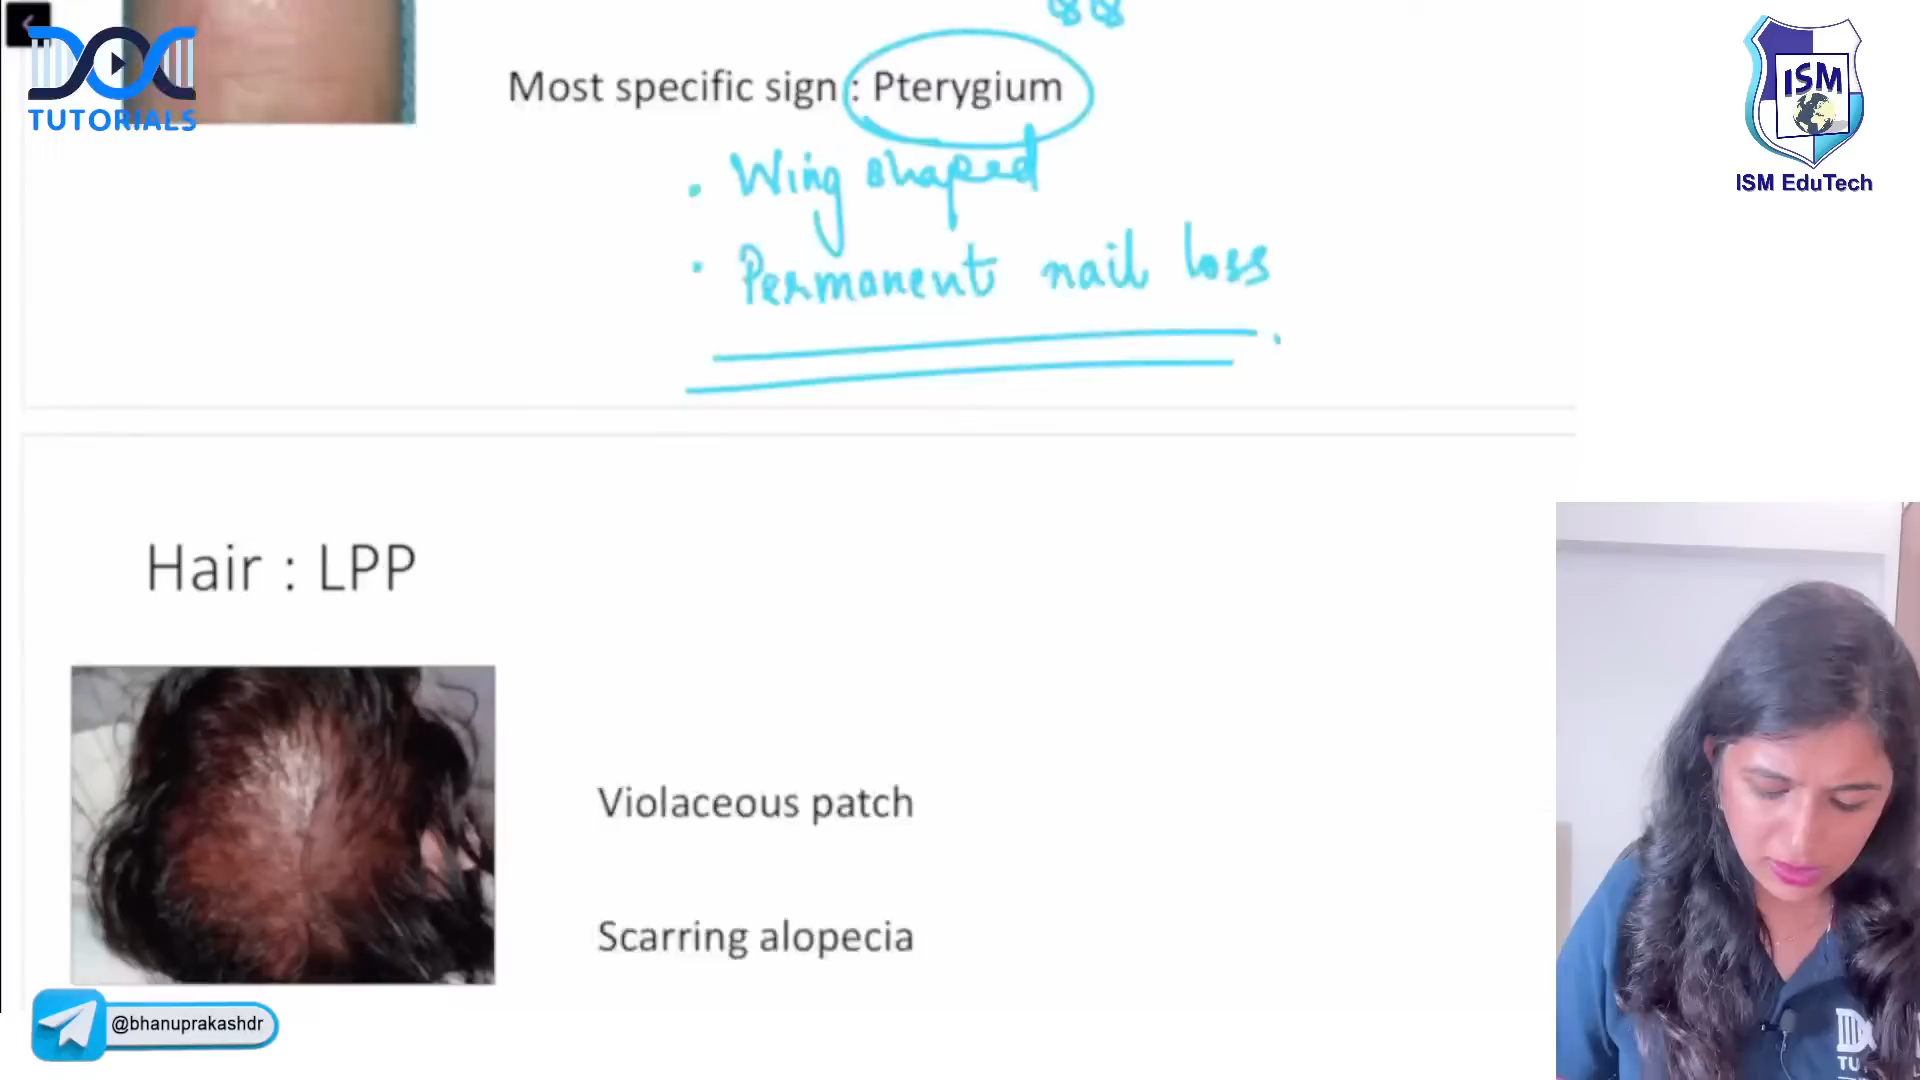 DOC
TUTORIALS
ISM
ISM EduTech
Most specific sign : Pterygium
. Wing shaped
. Permanent nail loss
Hair : LPP
Violaceous patch
Scarring alopecia
@bhanuprakashdr